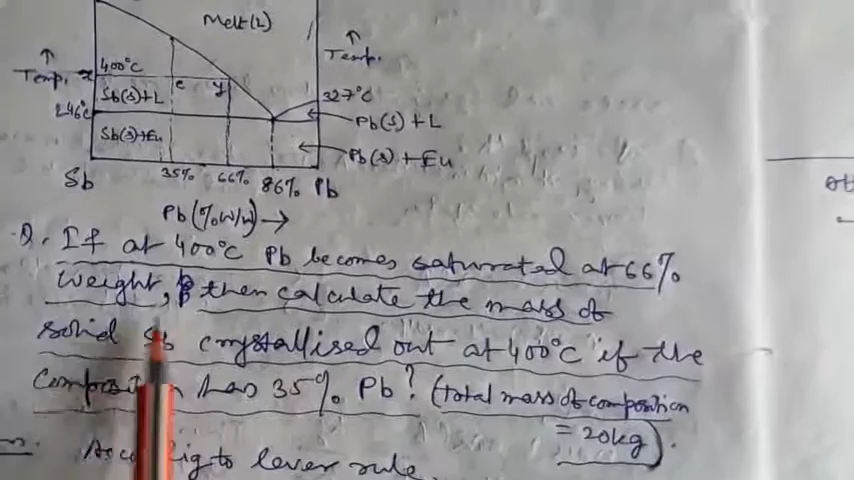 Melt(L)
↑
Temp.
↑
Temp.
x
400°C
e
y
327°C
Sb(s)+L
246°C
Pb(s) + L
Sb(s)+Eu
Pb(s) + Eu
Sb
35%
66%
86%
Pb
Pb(% W/W) →
Q. If at 400°C Pb becomes saturated at 66%
weight, then calculate the mass of
solid Sb crystallised out at 400°C if the
has 35% Pb? (total mass of composition
= 20kg).
to lever rule.